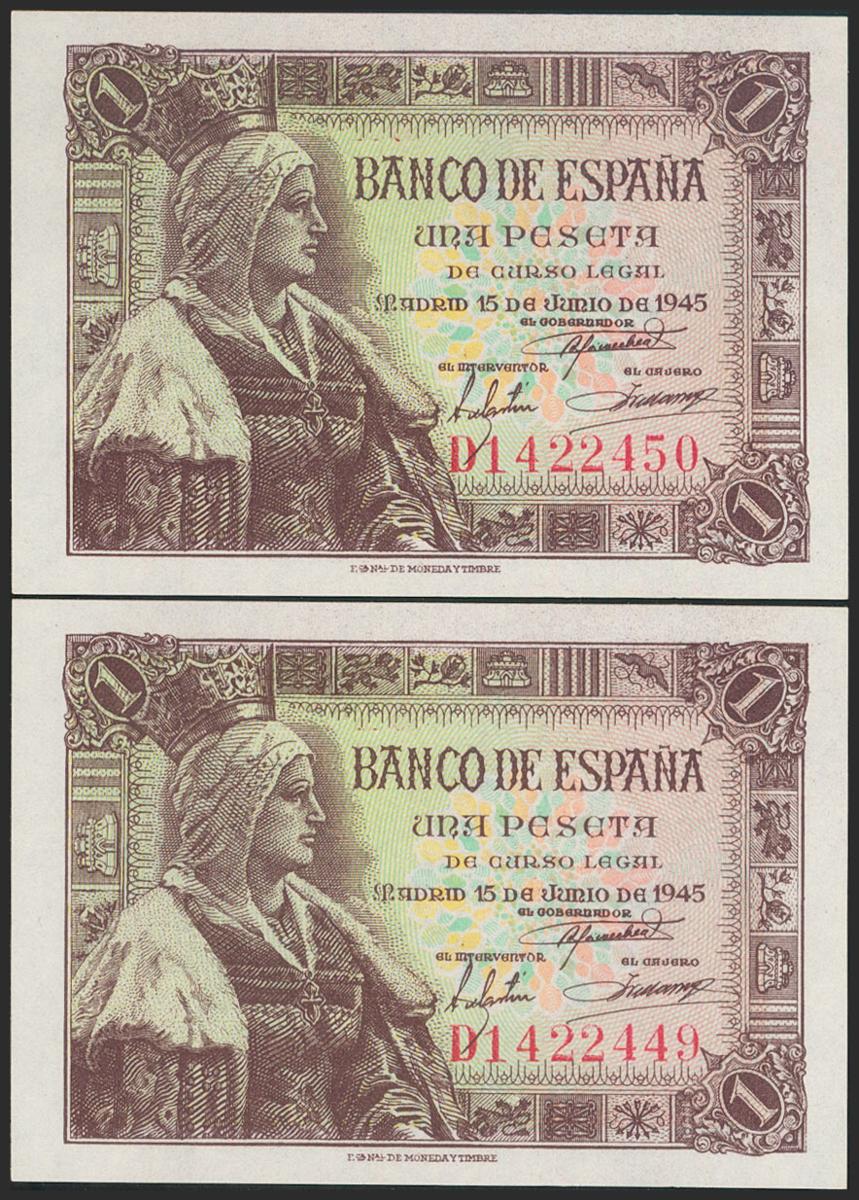 1
1
BANCO DE ESPAÑA
UNA PESETA
DE CURSO LEGAL
MADRID 15 DE JUNIO DE 1945
EL GOBERNADOR
EL INTERVENTOR EL CAJERO
D1422450
1
F. N. DE MONEDA Y TIMBRE
1
1
BANCO DE ESPAÑA
UNA PESETA
DE CURSO LEGAL
MADRID 15 DE JUNIO DE 1945
EL GOBERNADOR
EL INTERVENTOR EL CAJERO
D1422449
1
F. N. DE MONEDA Y TIMBRE